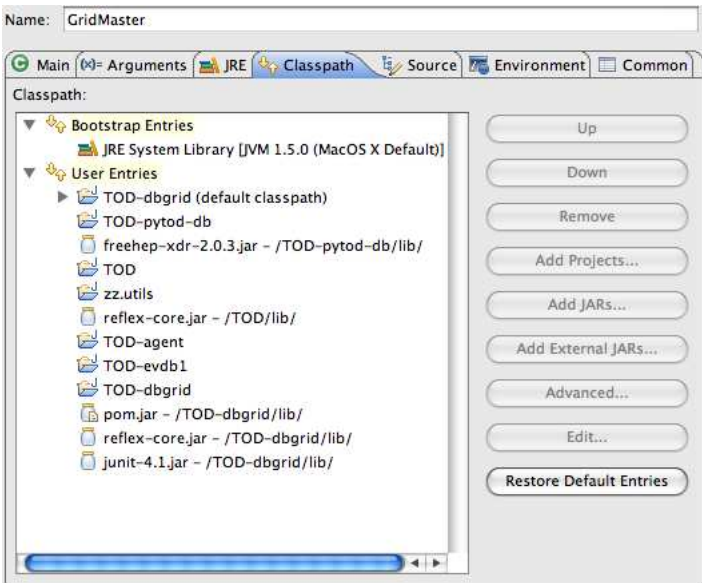 Name: GridMaster
Main (x)= Arguments JRE Classpath Source Environment Common
Classpath:
Bootstrap Entries
JRE System Library [JVM 1.5.0 (MacOS X Default)]
User Entries
TOD-dbgrid (default classpath)
TOD-pytod-db
freehep-xdr-2.0.3.jar – /TOD-pytod-db/lib/
TOD
zz.utils
reflex-core.jar – /TOD/lib/
TOD-agent
TOD-evdb1
TOD-dbgrid
pom.jar – /TOD-dbgrid/lib/
reflex-core.jar – /TOD-dbgrid/lib/
junit-4.1.jar – /TOD-dbgrid/lib/
Up
Down
Remove
Add Projects...
Add JARs...
Add External JARs...
Advanced...
Edit...
Restore Default Entries